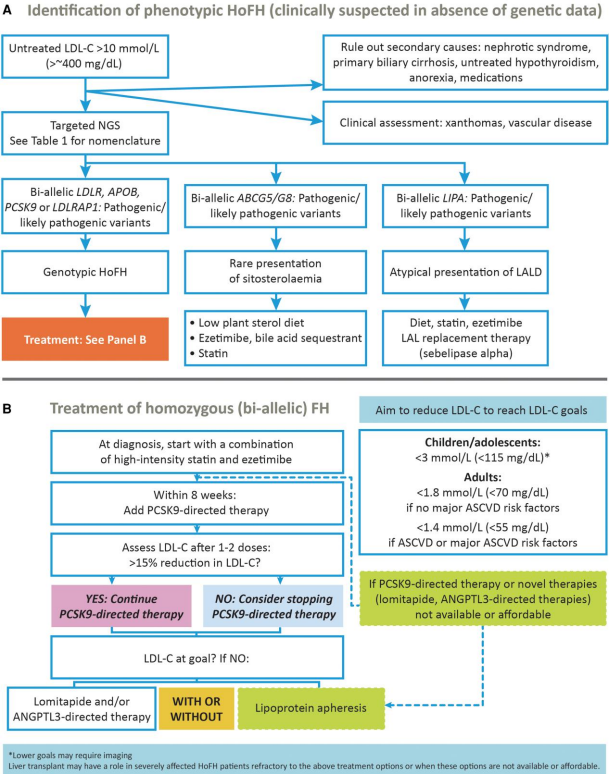 A Identification of phenotypic HoFH (clinically suspected in absence of genetic data)
Untreated LDL-C >10 mmol/L
(>~400 mg/dL)
Rule out secondary causes: nephrotic syndrome,
primary biliary cirrhosis, untreated hypothyroidism,
anorexia, medications
Targeted NGS
See Table 1 for nomenclature
Clinical assessment: xanthomas, vascular disease
Bi-allelic LDLR, APOB,
PCSK9 or LDLRAP1: Pathogenic/
likely pathogenic variants
Bi-allelic ABCG5/G8: Pathogenic/
likely pathogenic variants
Bi-allelic LIPA: Pathogenic/
likely pathogenic variants
Genotypic HoFH
Rare presentation
of sitosterolaemia
Atypical presentation of LALD
Treatment: See Panel B
• Low plant sterol diet
• Ezetimibe, bile acid sequestrant
• Statin
Diet, statin, ezetimibe
LAL replacement therapy
(sebelipase alpha)
B Treatment of homozygous (bi-allelic) FH
Aim to reduce LDL-C to reach LDL-C goals
At diagnosis, start with a combination
of high-intensity statin and ezetimibe
Children/adolescents:
<3 mmol/L (<115 mg/dL)*
Adults:
<1.8 mmol/L (<70 mg/dL)
if no major ASCVD risk factors
<1.4 mmol/L (<55 mg/dL)
if ASCVD or major ASCVD risk factors
Within 8 weeks:
Add PCSK9-directed therapy
Assess LDL-C after 1-2 doses:
>15% reduction in LDL-C?
YES: Continue
PCSK9-directed therapy
NO: Consider stopping
PCSK9-directed therapy
If PCSK9-directed therapy or novel therapies
(lomitapide, ANGPTL3-directed therapies)
not available or affordable
LDL-C at goal? If NO:
Lomitapide and/or
ANGPTL3-directed therapy
WITH OR
WITHOUT
Lipoprotein apheresis
*Lower goals may require imaging
Liver transplant may have a role in severely affected HoFH patients refractory to the above treatment options or when these options are not available or affordable.